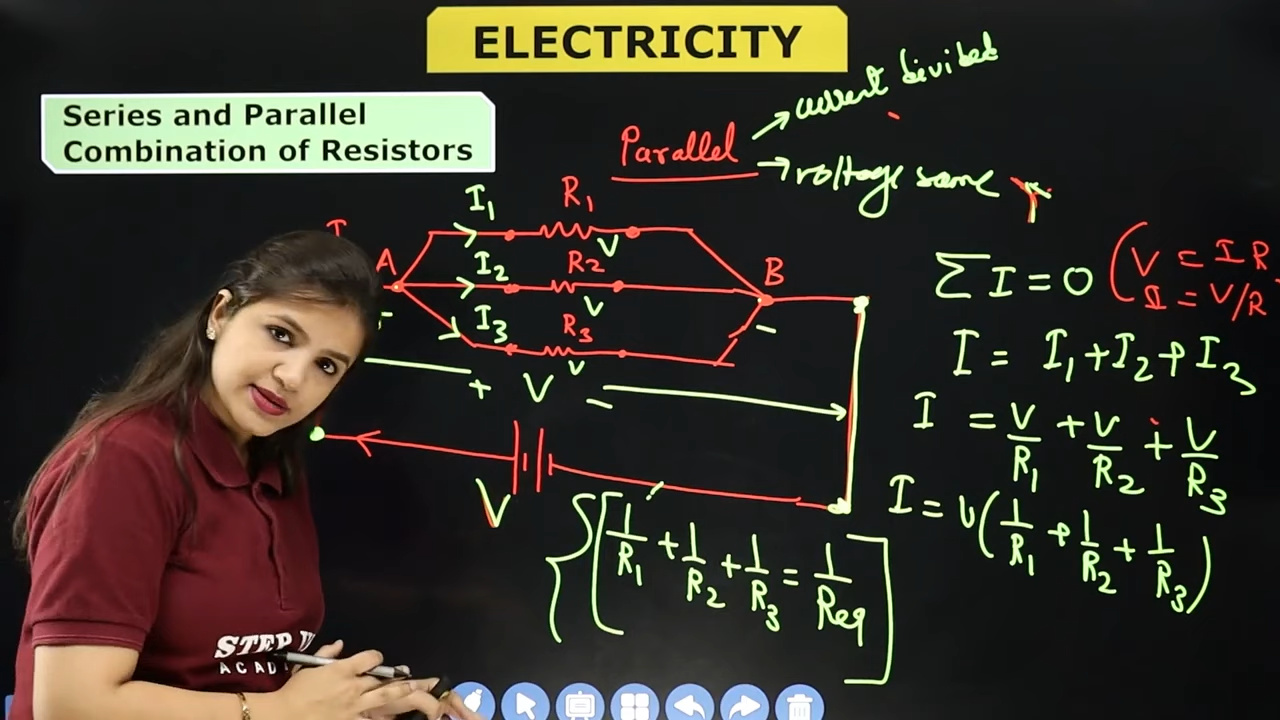 ELECTRICITY
Series and Parallel
Combination of Resistors
Parallel
→ current divided
→ voltage same
I
A
I₁
R₁
V
I₂
R₂
V
I₃
R₃
V
B
−
+ V −
V
ΣI = 0 (V = IR
I = V/R
I = I₁ + I₂ + I₃
I = V/R₁ + V/R₂ + V/R₃
I = V(1/R₁ + 1/R₂ + 1/R₃)
{[1/R₁ + 1/R₂ + 1/R₃ = 1/Req]
STEP
ACAD